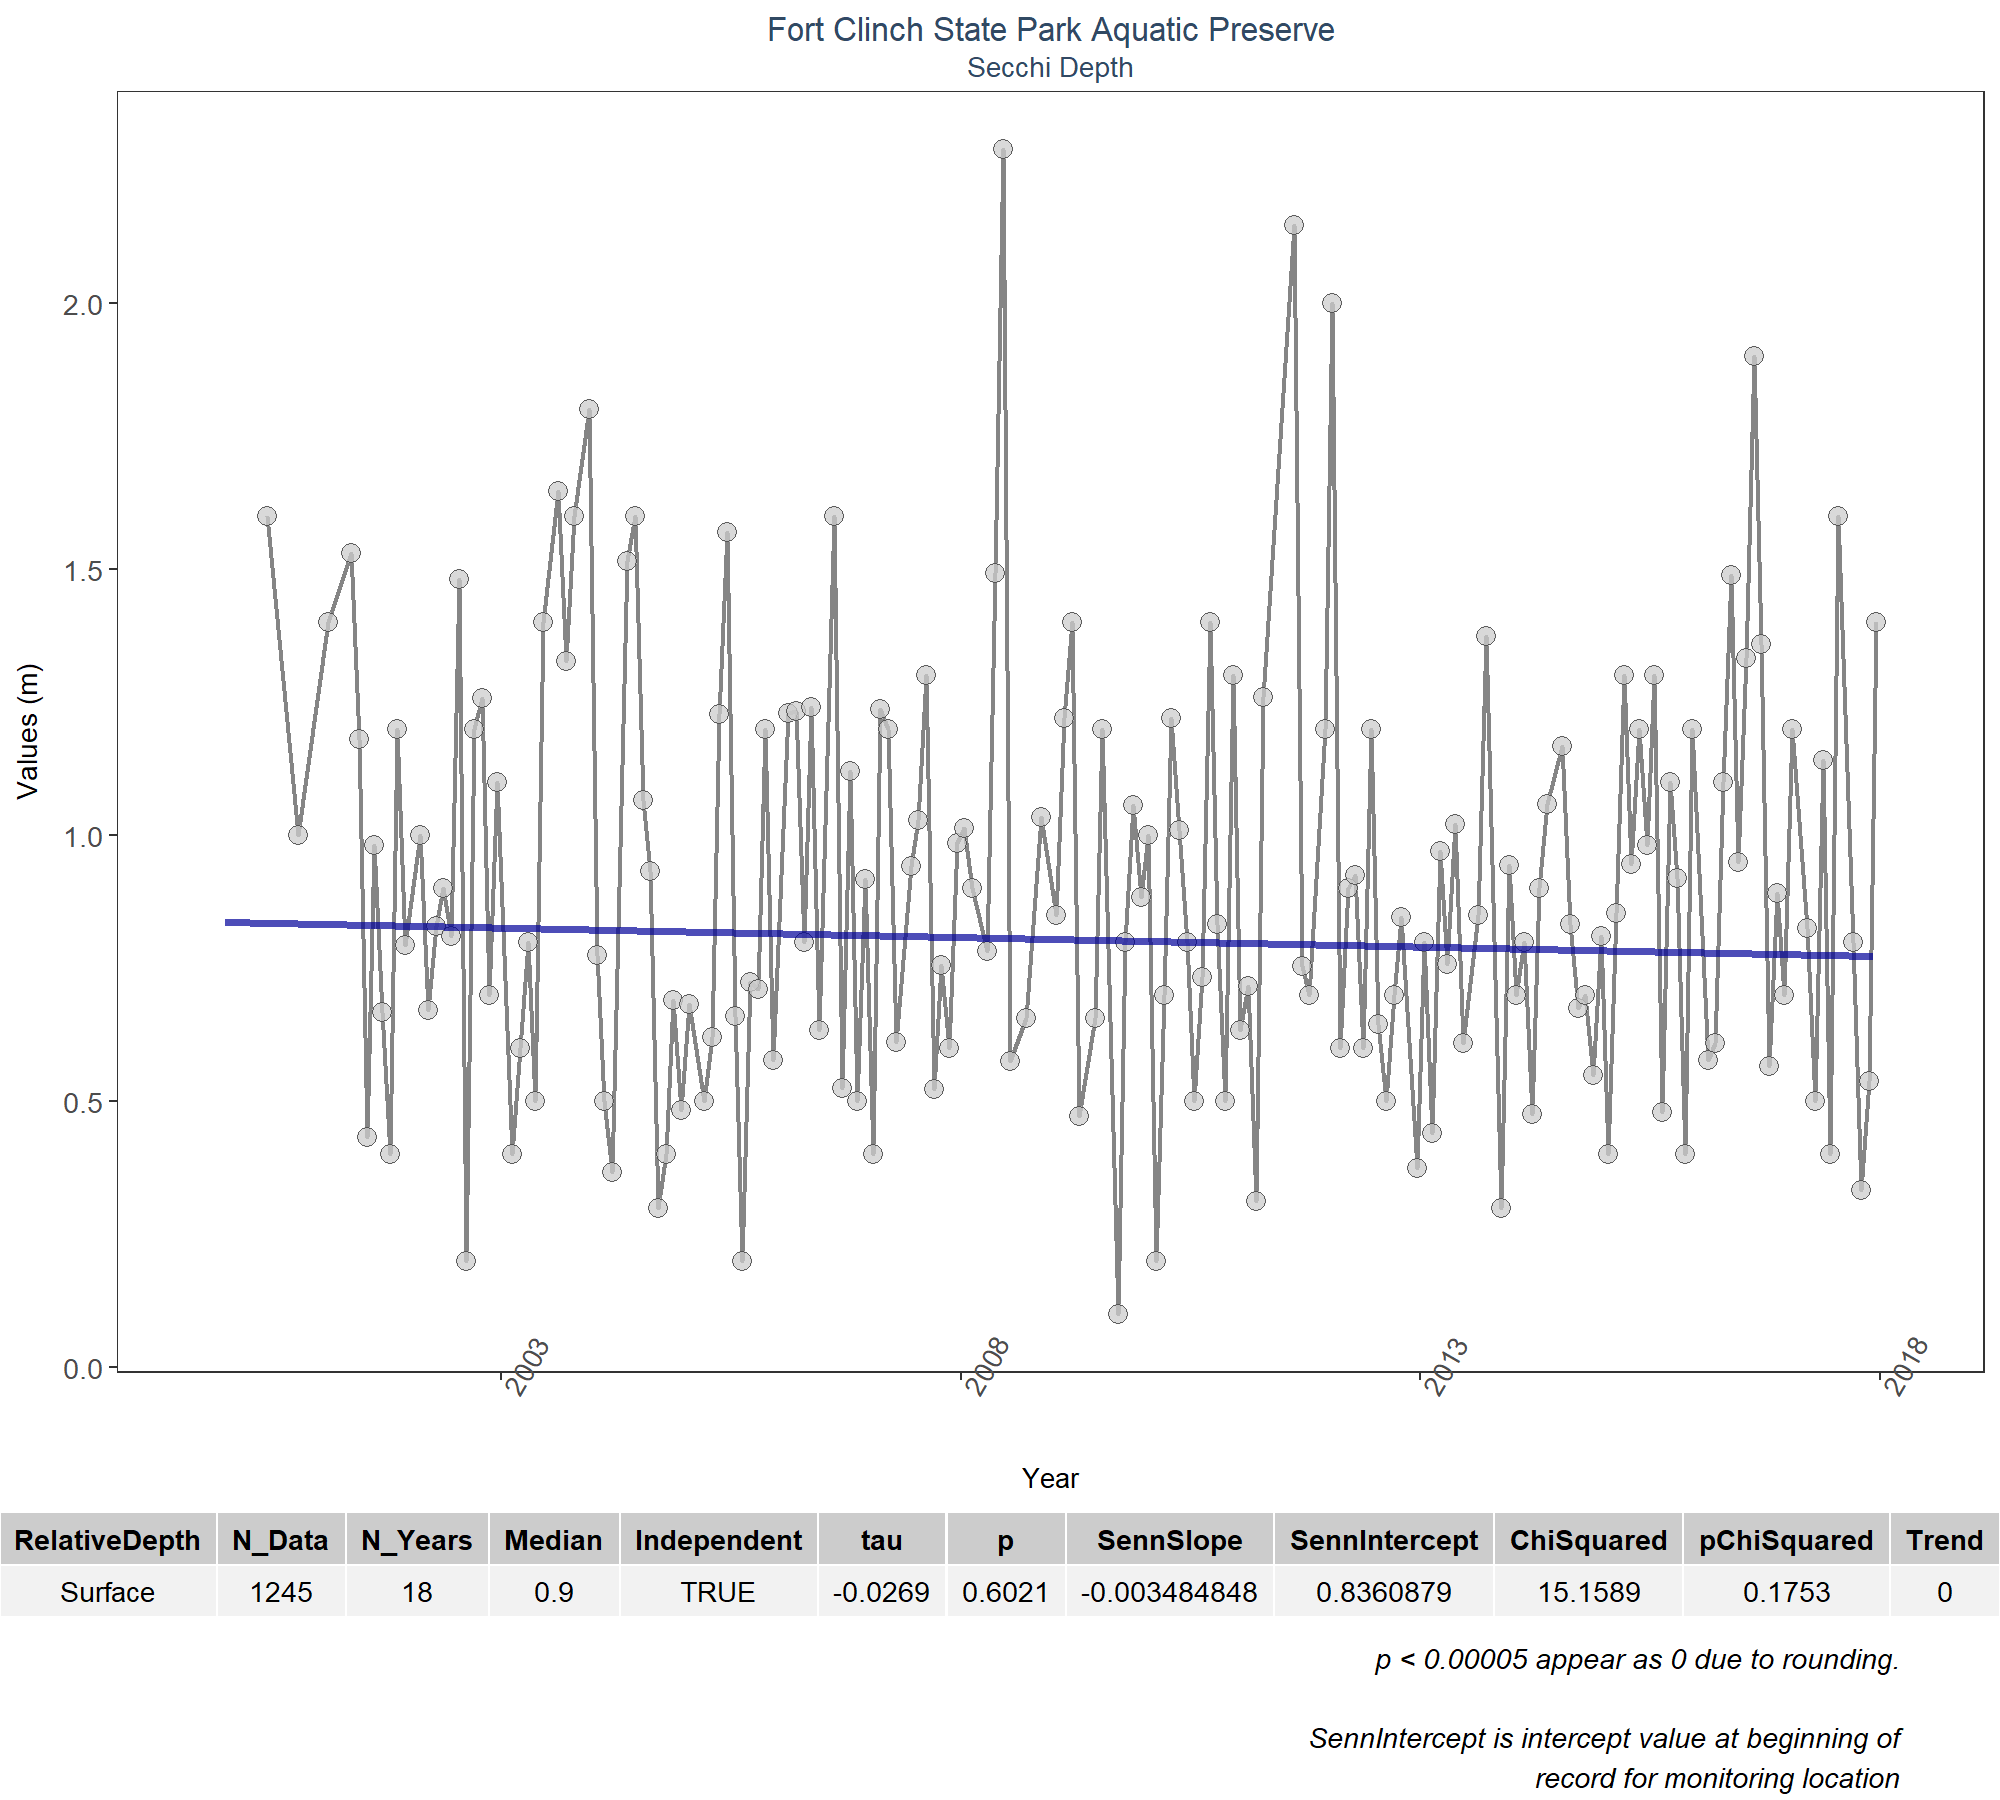 Fort Clinch State Park Aquatic Preserve
Secchi Depth
Values (m)
2.0
1.5
1.0
0.5
0.0
2003 2008 2013 2018
Year
RelativeDepth N_Data N_Years Median Independent tau p SennSlope SennIntercept ChiSquared pChiSquared Trend
Surface 1245 18 0.9 TRUE -0.0269 0.6021 -0.003484848 0.8360879 15.1589 0.1753 0
p < 0.00005 appear as 0 due to rounding.
SennIntercept is intercept value at beginning of
record for monitoring location